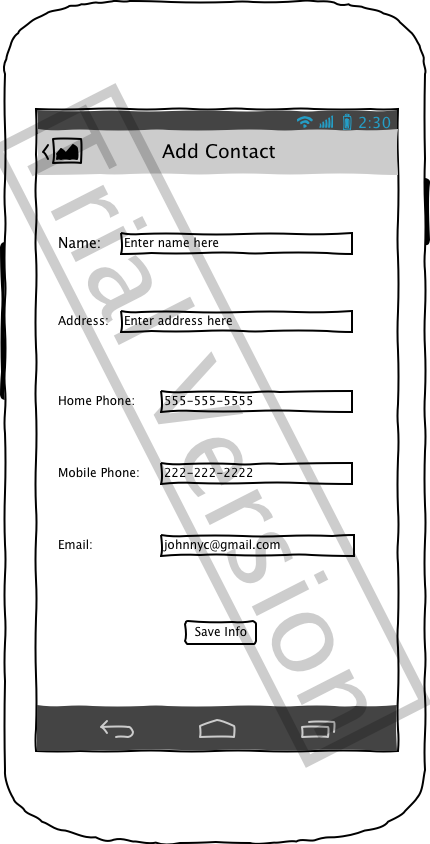 2:30
Add Contact
Name: Enter name here
Address: Enter address here
Home Phone: 555-555-5555
Mobile Phone: 222-222-2222
Email: johnnyc@gmail.com
Save Info
Trial Version